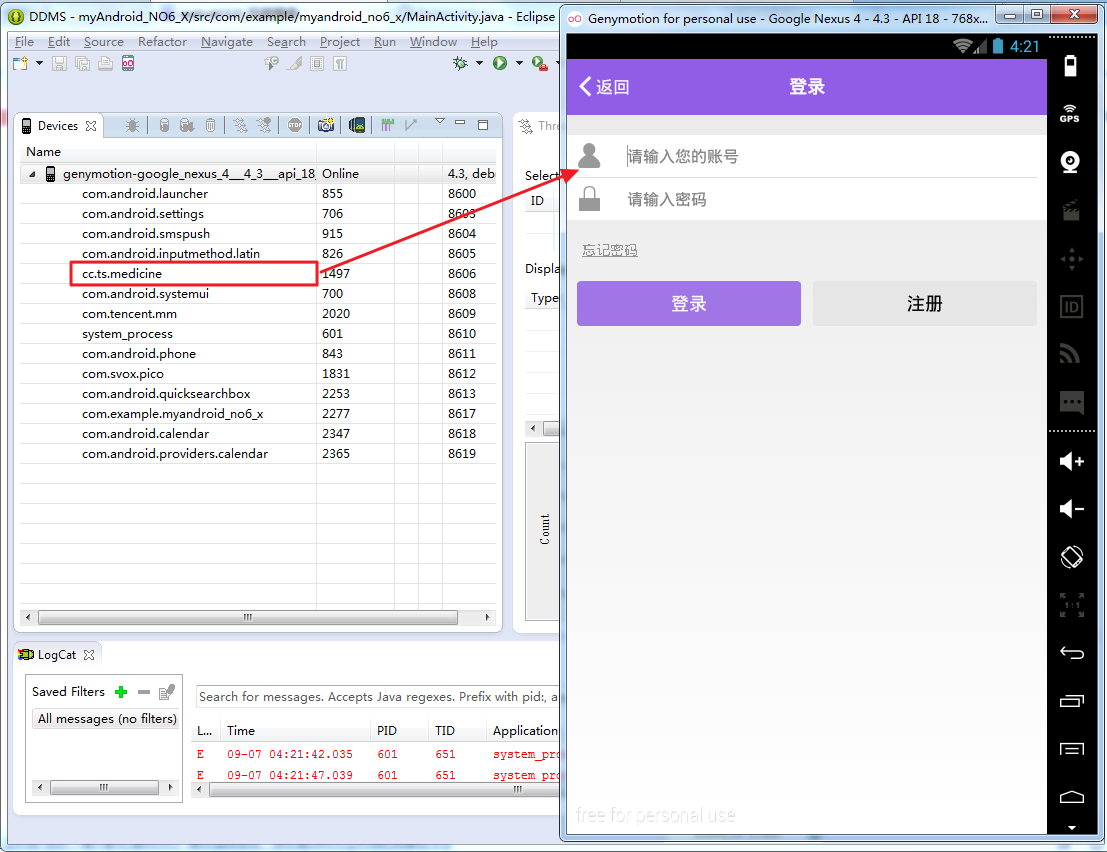 DDMS - myAndroid_NO6_X/src/com/example/myandroid_no6_x/MainActivity.java - Eclipse
File Edit Source Refactor Navigate Search Project Run Window Help
Devices
Name
genymotion-google_nexus_4___4_3___api_18, Online 4.3, deb
com.android.launcher 855 8600
com.android.settings 706 8603
com.android.smspush 915 8604
com.android.inputmethod.latin 826 8605
cc.ts.medicine 1497 8606
com.android.systemui 700 8608
com.tencent.mm 2020 8609
system_process 601 8610
com.android.phone 843 8611
com.svox.pico 1831 8612
com.android.quicksearchbox 2253 8613
com.example.myandroid_no6_x 2277 8617
com.android.calendar 2347 8618
com.android.providers.calendar 2365 8619
Thre
Select
ID
Displa
Type
Count
LogCat
Saved Filters
All messages (no filters)
Search for messages. Accepts Java regexes. Prefix with pid:, a
L... Time PID TID Application
E 09-07 04:21:42.035 601 651 system_pro
E 09-07 04:21:47.039 601 651 system_pro
Genymotion for personal use - Google Nexus 4 - 4.3 - API 18 - 768x...
4:21
返回
登录
请输入您的账号
请输入密码
忘记密码
登录 注册
free for personal use
GPS
ID
1:1